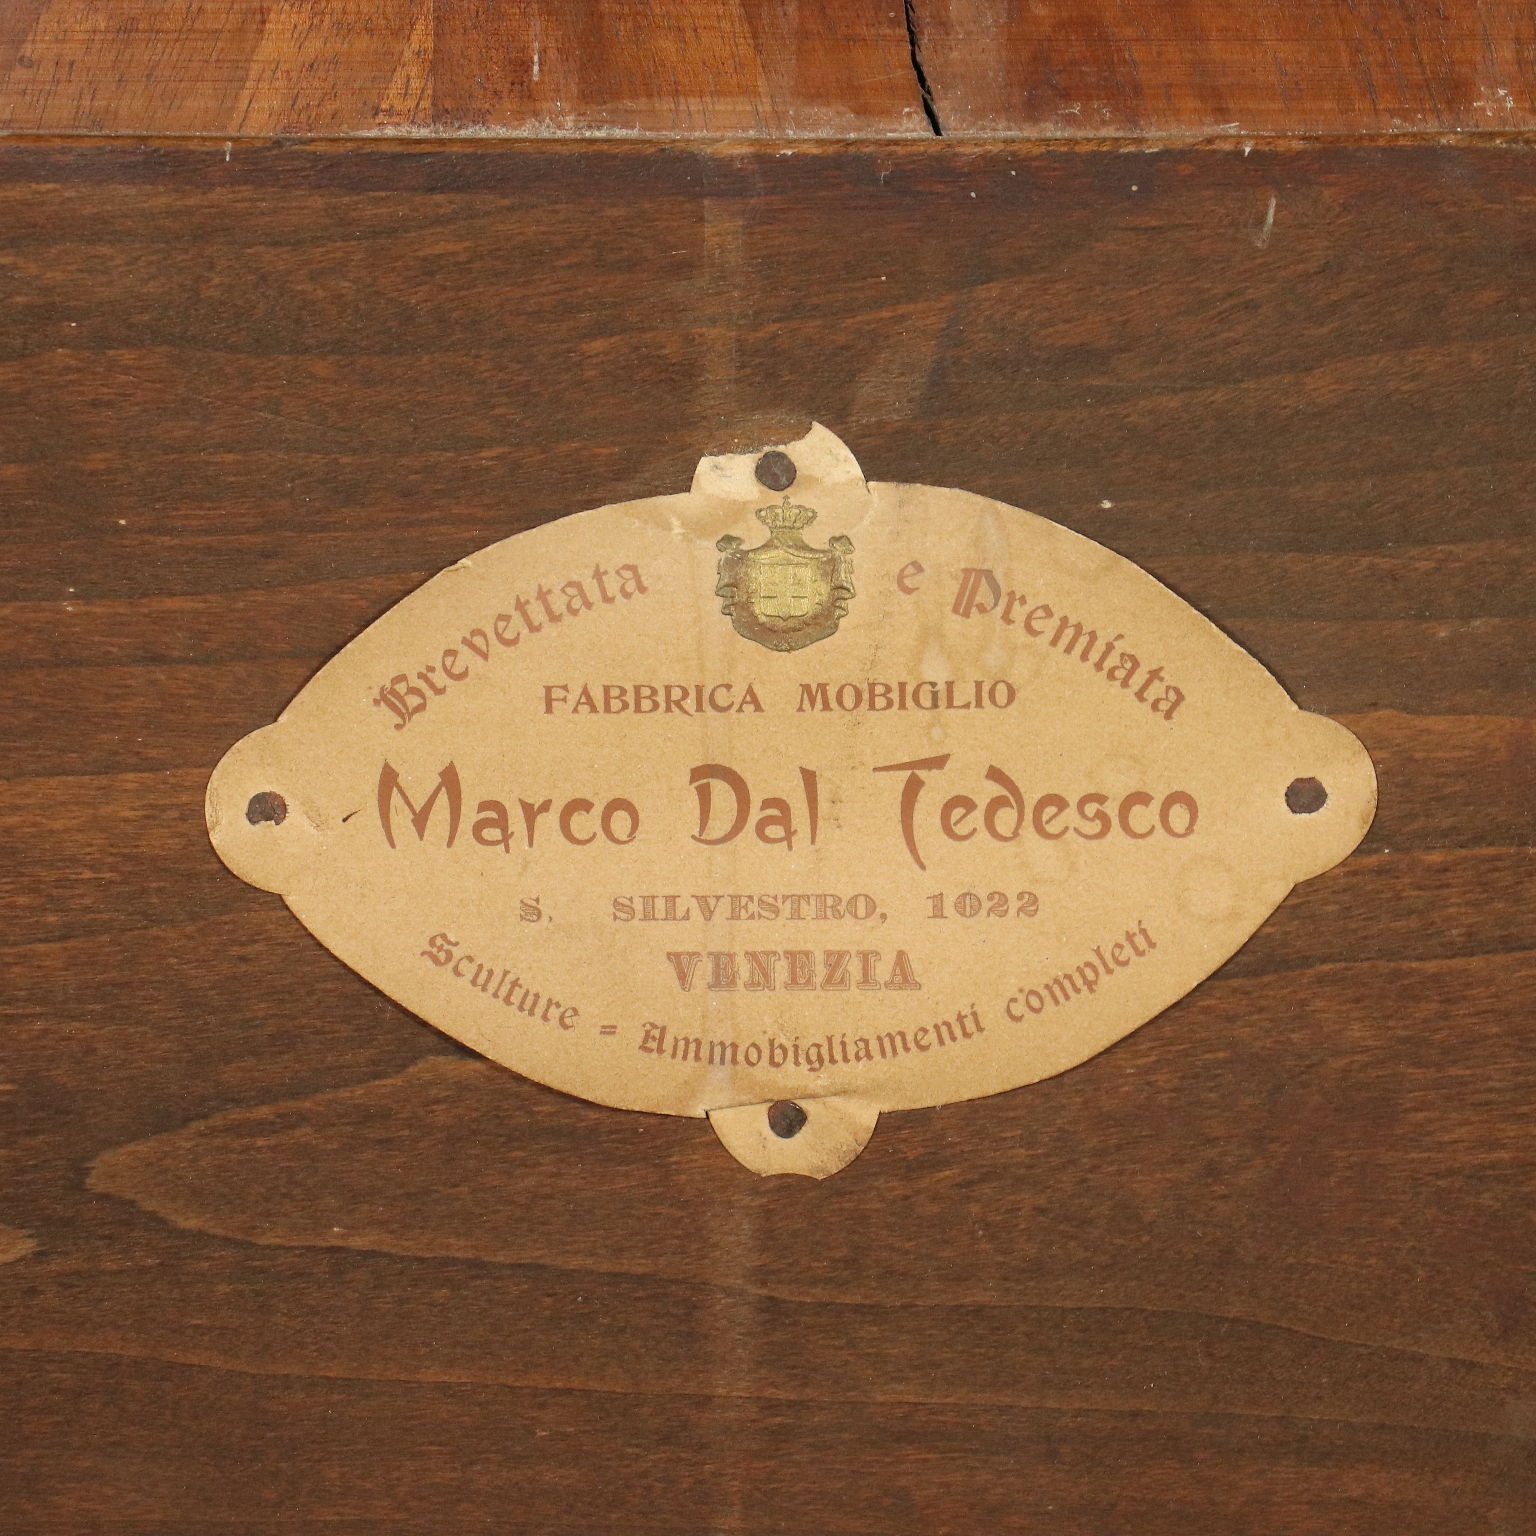 Brevettata e Premiata
FABBRICA MOBIGLIO
Marco Dal Tedesco
S. SILVESTRO, 1022
VENEZIA
Sculture = Ammobigliamenti completi